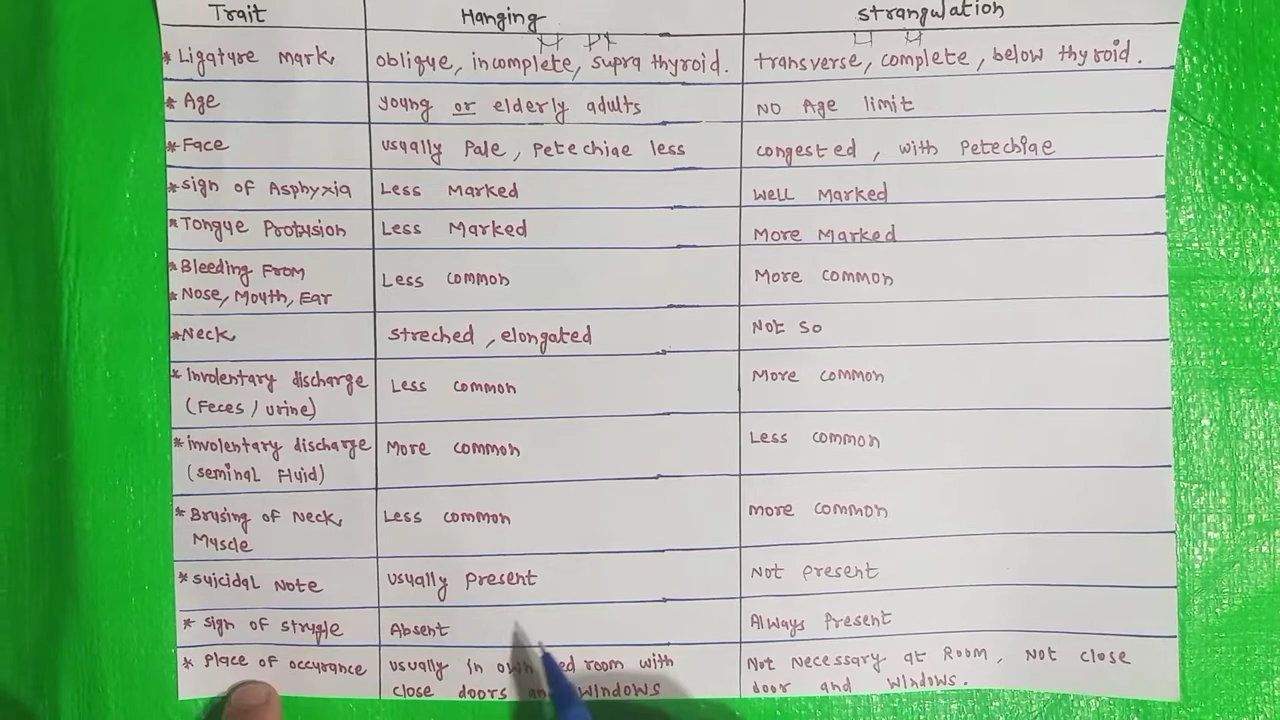 Trait Hanging Strangulation
* Ligature mark oblique, incomplete, supra thyroid. transverse, complete, below thyroid.
* Age young or elderly adults NO Age limit
* Face usually Pale, Petechiae less congested, with Petechiae
* sign of Asphyxia Less Marked Well Marked
* Tongue Protusion Less Marked More Marked
* Bleeding From
* Nose, Mouth, Ear Less common More common
* Neck streched, elongated Not so
* Involentary discharge
(Feces / urine) Less common More common
* involentary discharge
(seminal Fluid) More common Less common
* Brusing of Neck
Muscle Less common more common
* suicidal Note usually present Not present
* sign of strugle Absent Always Present
* Place of occurance usually in room with Not Necessary at Room, Not close
close doors windows door and windows.